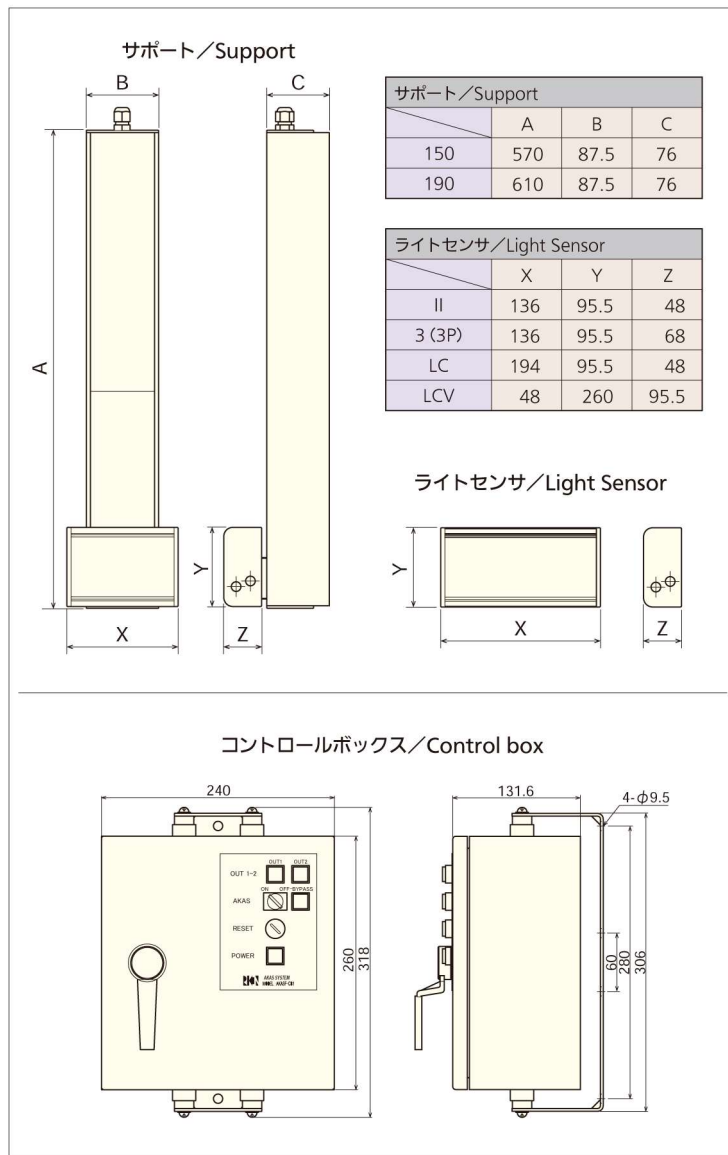 サポート／Support
B
C
A
X
Y
Z
サポート／Support
A B C
150 570 87.5 76
190 610 87.5 76
ライトセンサ／Light Sensor
X Y Z
II 136 95.5 48
3 (3P) 136 95.5 68
LC 194 95.5 48
LCV 48 260 95.5
ライトセンサ／Light Sensor
Y
X
Z
コントロールボックス／Control box
240
OUT1 OUT2
OUT 1-2
ON OFF-BYPASS
AKAS
RESET
POWER
AKAS SYSTEM
260
318
131.6
4-φ9.5
60
280
306